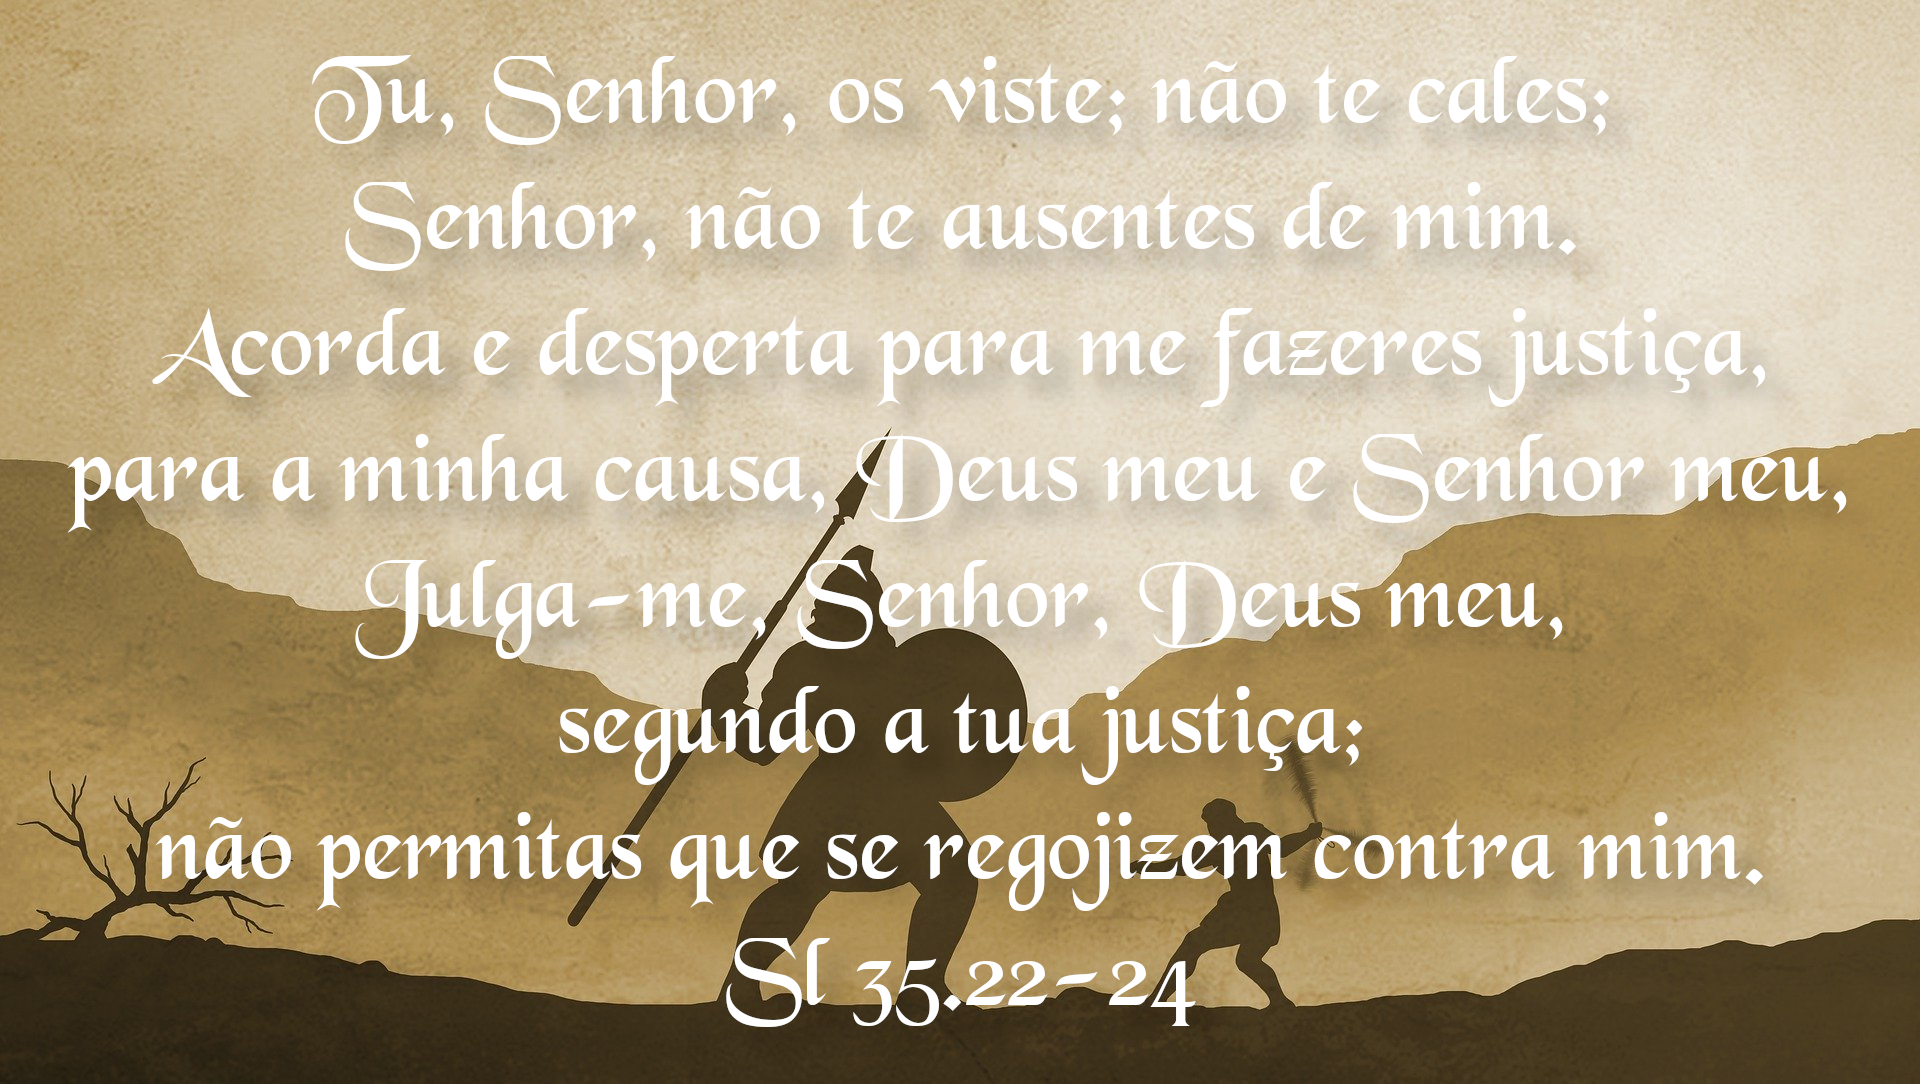 Tu, Senhor, os viste; não te cales;
Senhor, não te ausentes de mim.
Acorda e desperta para me fazeres justiça,
para a minha causa, Deus meu e Senhor meu,
Julga-me, Senhor, Deus meu,
segundo a tua justiça;
não permitas que se regojizem contra mim.
Sl 35.22-24